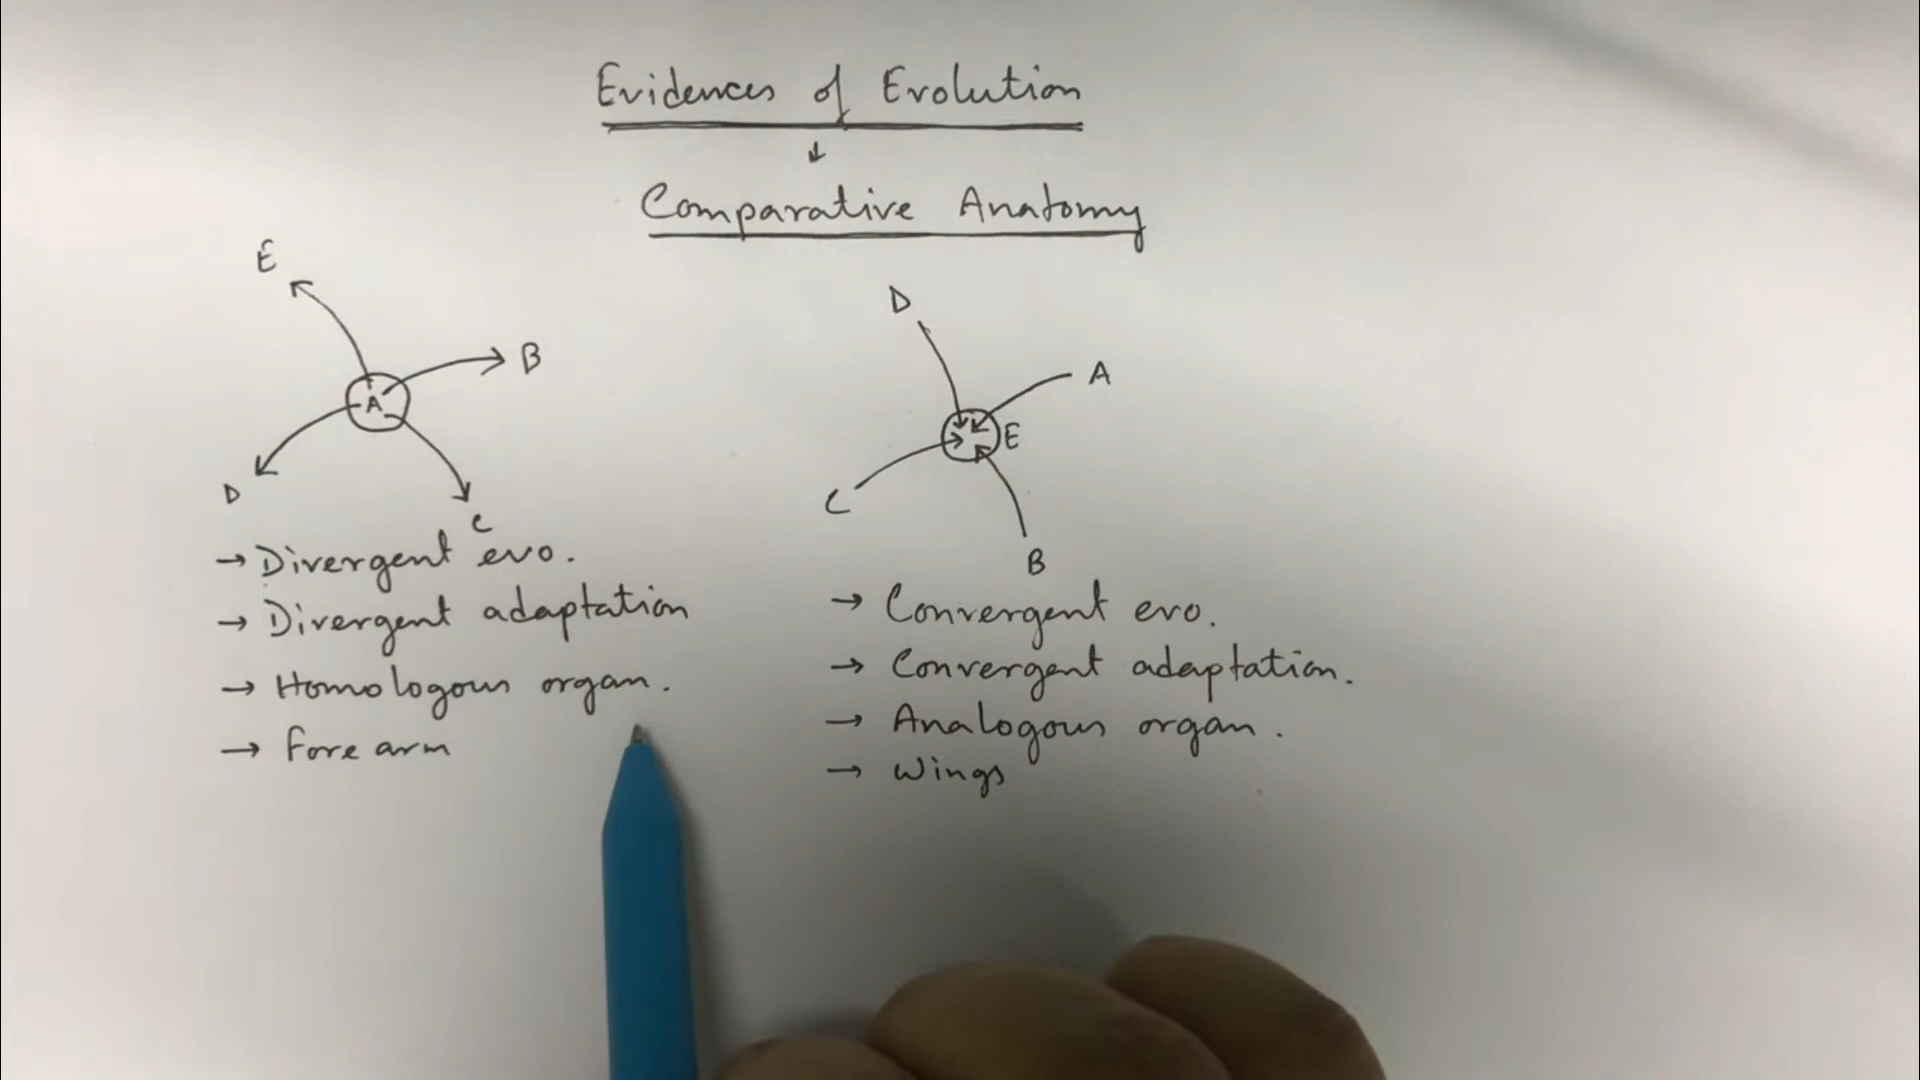 Evidences of Evolution
Comparative Anatomy
E
B
A
D
C
→ Divergent evo.
→ Divergent adaptation
→ Homologous organ.
→ Fore arm
D
A
E
C
B
→ Convergent evo.
→ Convergent adaptation.
→ Analogous organ.
→ Wings